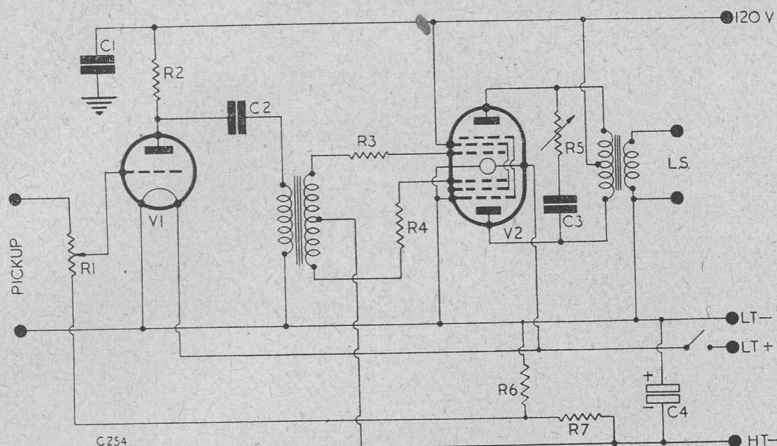 120 V
C1
R2
C2
R3
R5
L.S.
V1
R4
C3
V2
PICKUP
R1
LT–
LT+
R6
+
–
C4
R7
HT–
C254